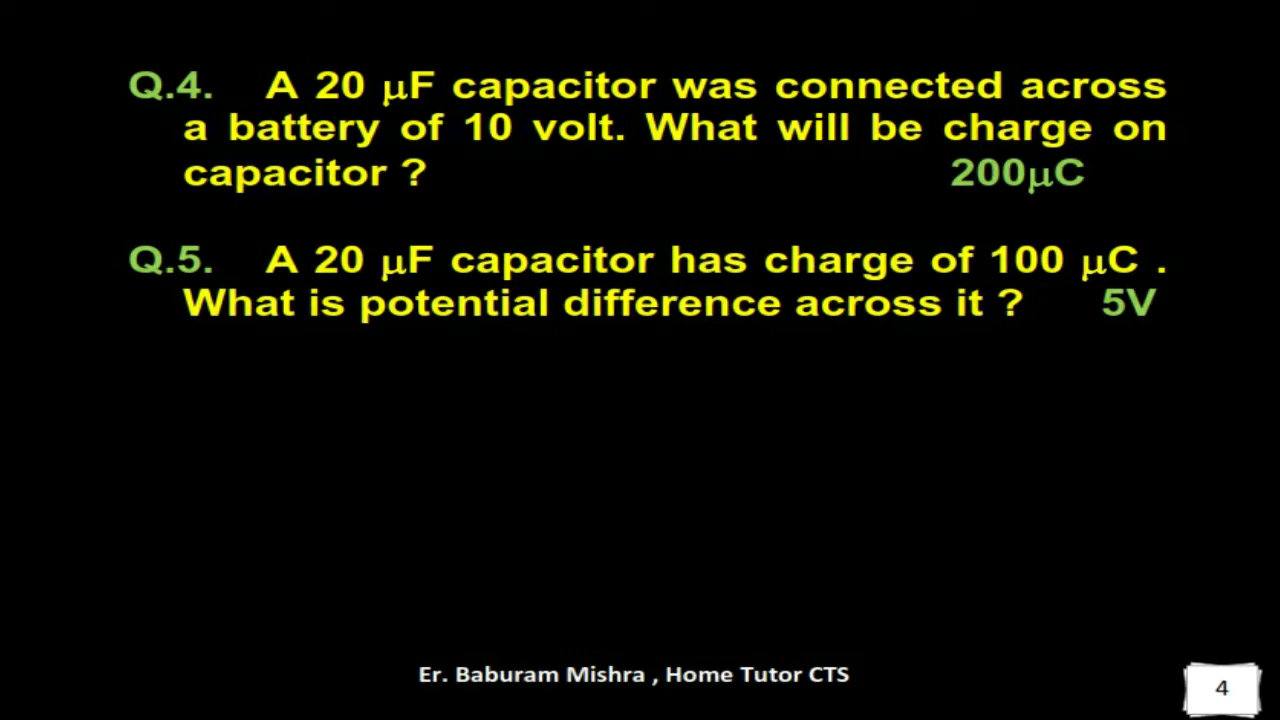 Q.4. A 20 μF capacitor was connected across
a battery of 10 volt. What will be charge on
capacitor ? 200μC
Q.5. A 20 μF capacitor has charge of 100 μC .
What is potential difference across it ? 5V
Er. Baburam Mishra , Home Tutor CTS
4